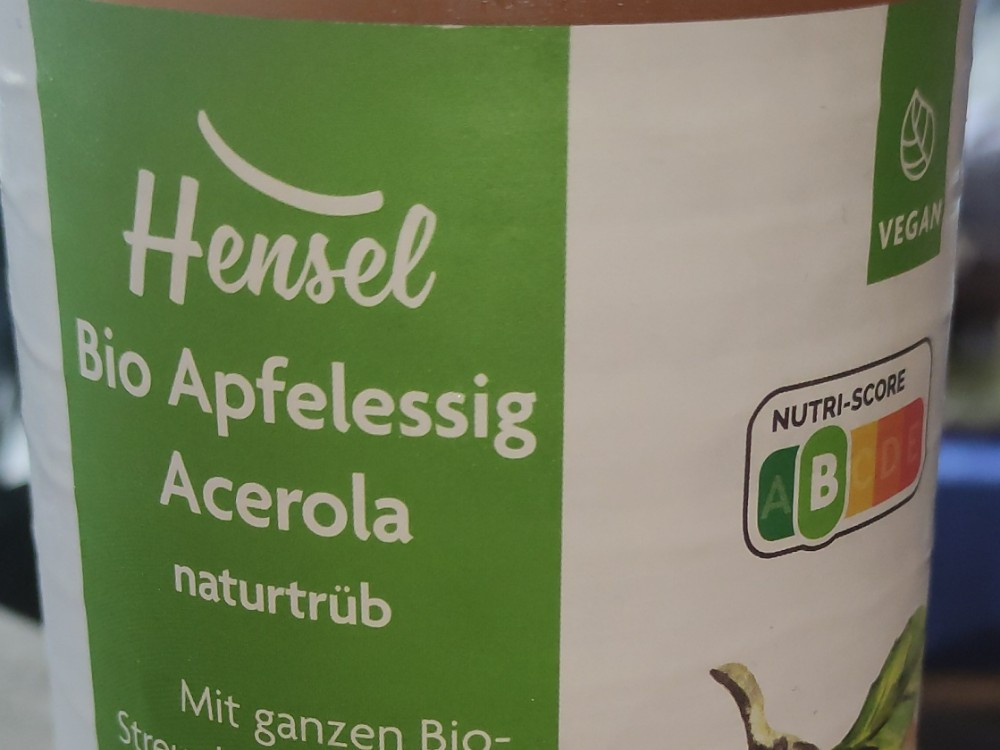 Hensel
Bio Apfelessig
Acerola
naturtrüb
Mit ganzen Bio-
VEGAN
NUTRI-SCORE
A B C D E